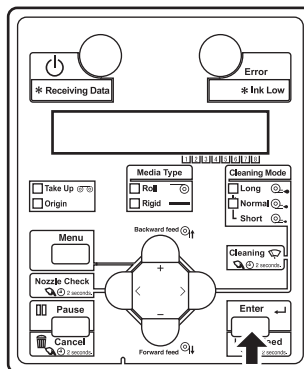 Error
* Receiving Data
* Ink Low
1 2 3 4 5 6 7 8
Media Type
Cleaning Mode
Take Up
Roll
Long
Origin
Rigid
Normal
Short
Menu
Backward feed
+
Cleaning
2 seconds.
Nozzle Check
2 seconds.
< >
Pause
−
Enter
Cancel
2 seconds.
Forward feed
2 seconds.